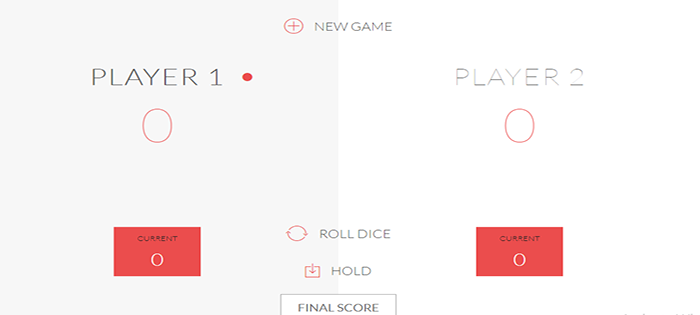 NEW GAME
PLAYER 1
PLAYER 2
0
0
CURRENT
0
CURRENT
0
ROLL DICE
HOLD
FINAL SCORE